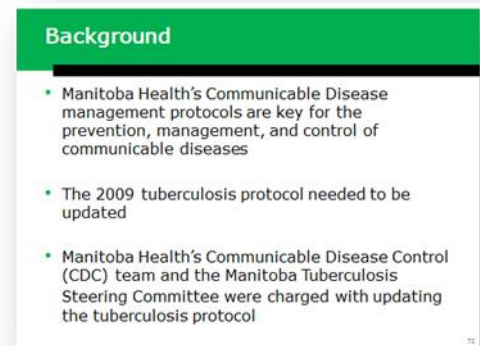 Background
• Manitoba Health's Communicable Disease
management protocols are key for the
prevention, management, and control of
communicable diseases
• The 2009 tuberculosis protocol needed to be
updated
• Manitoba Health's Communicable Disease Control
(CDC) team and the Manitoba Tuberculosis
Steering Committee were charged with updating
the tuberculosis protocol
72